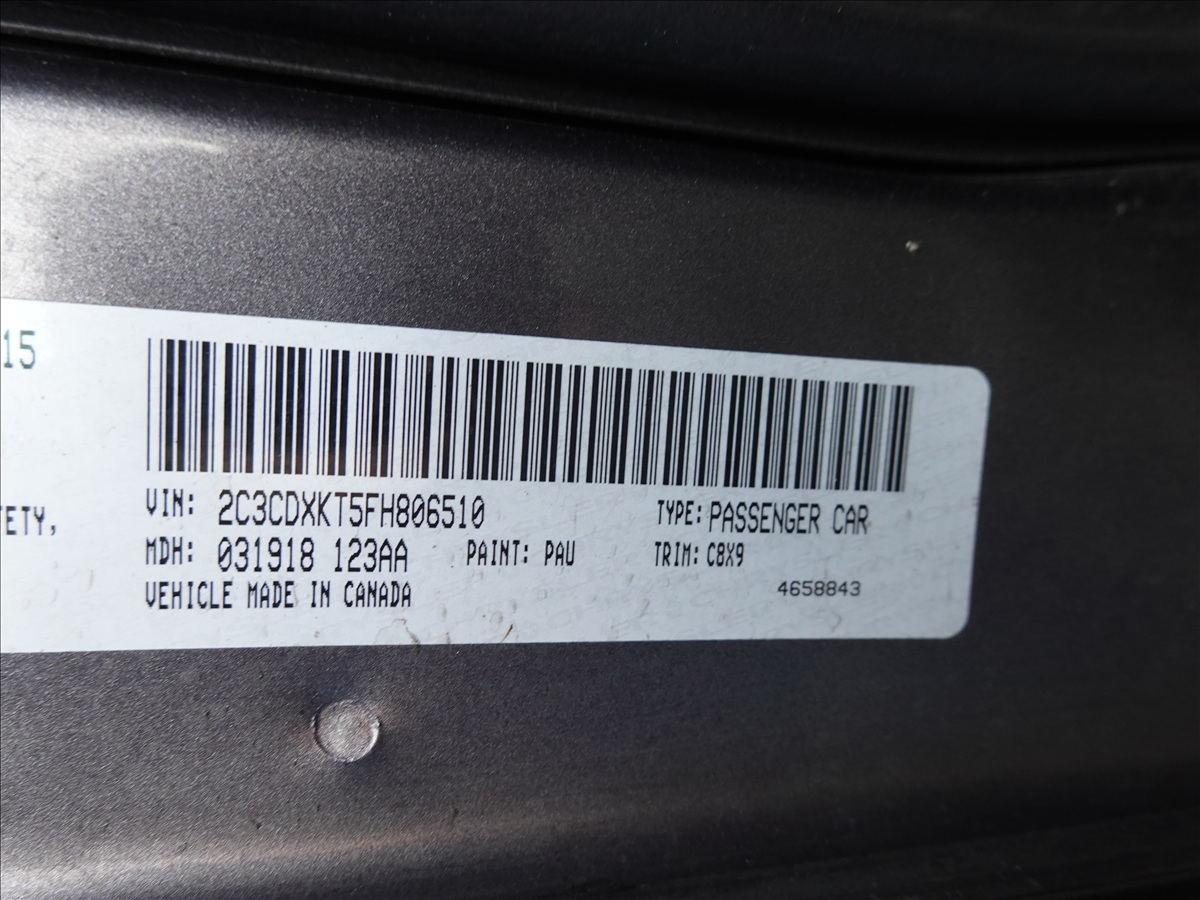 15
VIN: 2C3CDXKT5FH806510 TYPE: PASSENGER CAR
ETY,
MDH: 031918 123AA PAINT: PAU TRIM: C8X9
VEHICLE MADE IN CANADA 4658843